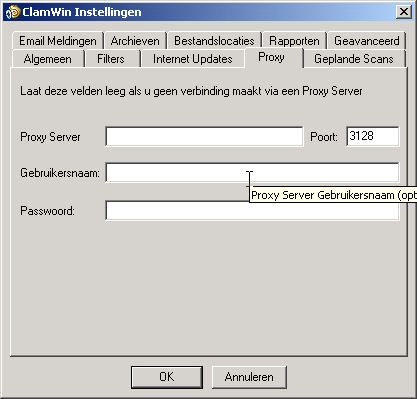 ClamWin Instellingen
Email Meldingen Archieven Bestandslocaties Rapporten Geavanceerd
Algemeen Filters Internet Updates Proxy Geplande Scans
Laat deze velden leeg als u geen verbinding maakt via een Proxy Server
Proxy Server Poort: 3128
Gebruikersnaam:
Proxy Server Gebruikersnaam (opt
Passwoord:
OK Annuleren